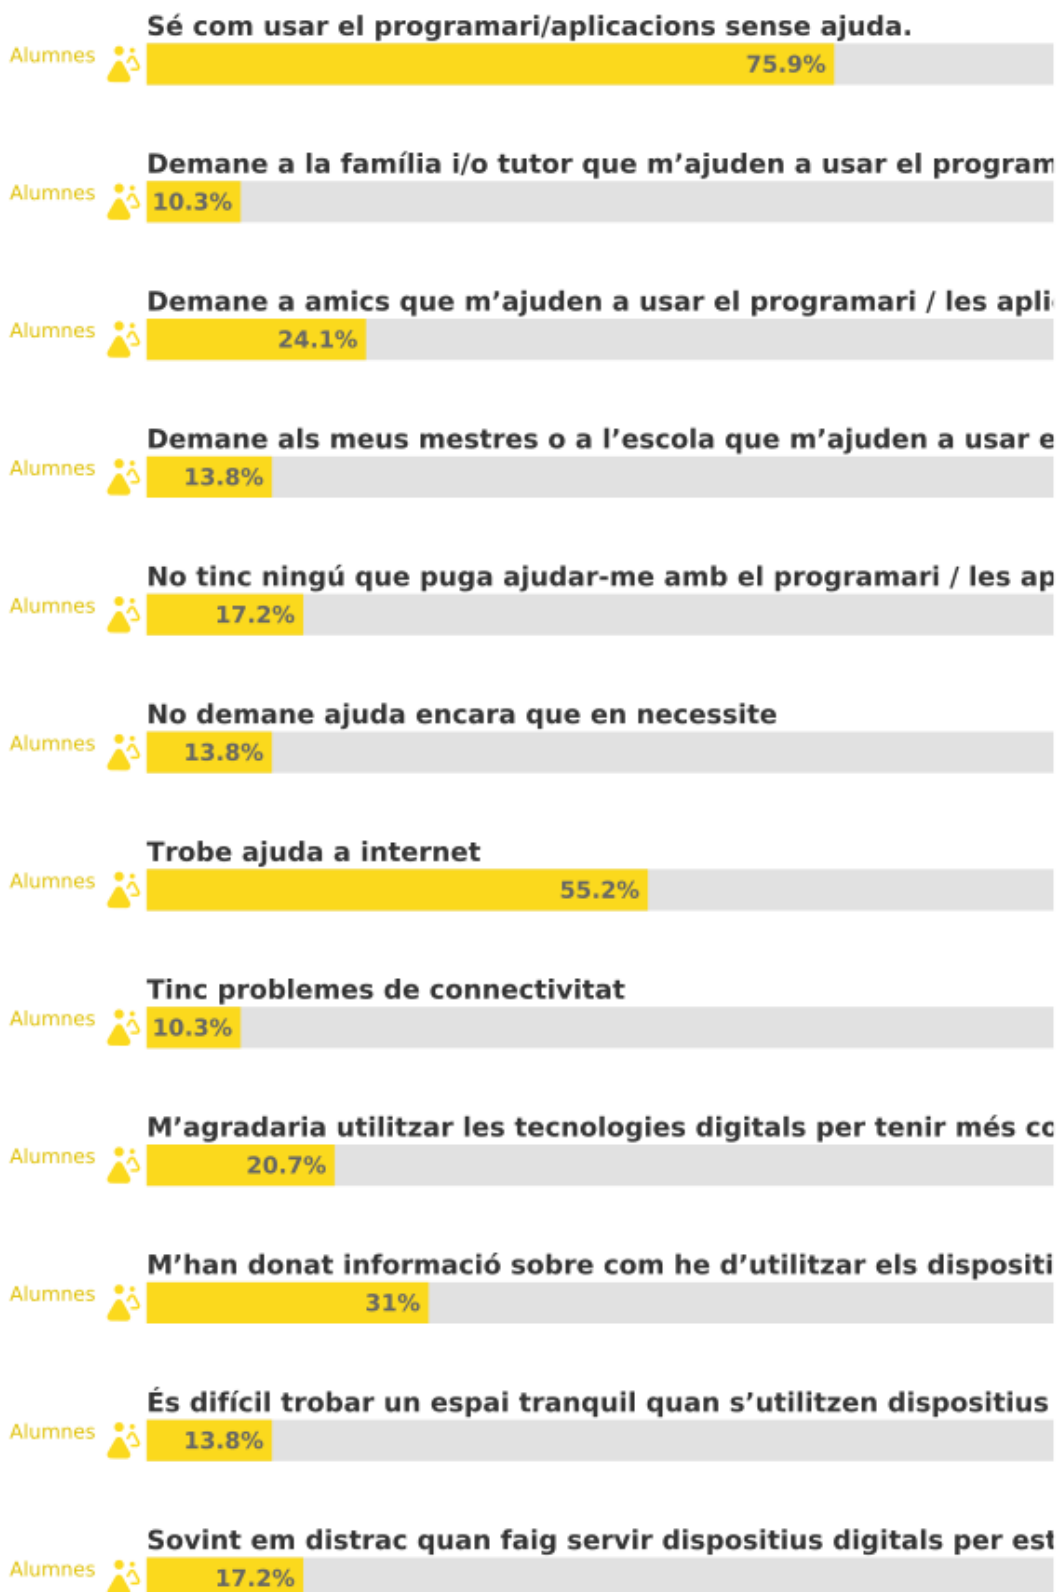 Sé com usar el programari/aplicacions sense ajuda.
Alumnes
75.9%
Demane a la família i/o tutor que m’ajuden a usar el program
Alumnes
10.3%
Demane a amics que m’ajuden a usar el programari / les apli
Alumnes
24.1%
Demane als meus mestres o a l’escola que m’ajuden a usar e
Alumnes
13.8%
No tinc ningú que puga ajudar-me amb el programari / les ap
Alumnes
17.2%
No demane ajuda encara que en necessite
Alumnes
13.8%
Trobe ajuda a internet
Alumnes
55.2%
Tinc problemes de connectivitat
Alumnes
10.3%
M’agradaria utilitzar les tecnologies digitals per tenir més co
Alumnes
20.7%
M’han donat informació sobre com he d’utilitzar els dispositi
Alumnes
31%
És difícil trobar un espai tranquil quan s’utilitzen dispositius
Alumnes
13.8%
Sovint em distrac quan faig servir dispositius digitals per est
Alumnes
17.2%